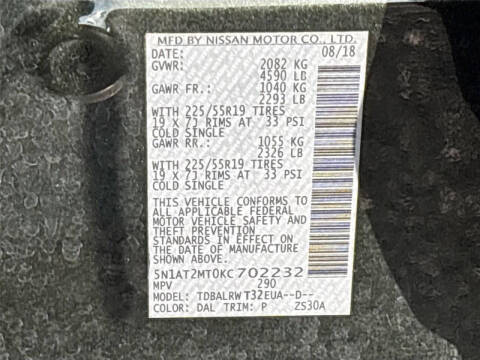 MFD BY NISSAN MOTOR CO., LTD.
DATE: 08/18
GVWR: 2082 KG
4590 LB
GAWR FR.: 1040 KG
2293 LB
WITH 225/55R19 TIRES
19 X 7J RIMS AT 33 PSI
COLD SINGLE
GAWR RR.: 1055 KG
2326 LB
WITH 225/55R19 TIRES
19 X 7J RIMS AT 33 PSI
COLD SINGLE
THIS VEHICLE CONFORMS TO
ALL APPLICABLE FEDERAL
MOTOR VEHICLE SAFETY AND
THEFT PREVENTION
STANDARDS IN EFFECT ON
THE DATE OF MANUFACTURE
SHOWN ABOVE.
5N1AT2MT0KC702232
MPV 290
MODEL: TDBALRWT32EUA--D--
COLOR: DAL TRIM: P ZS30A